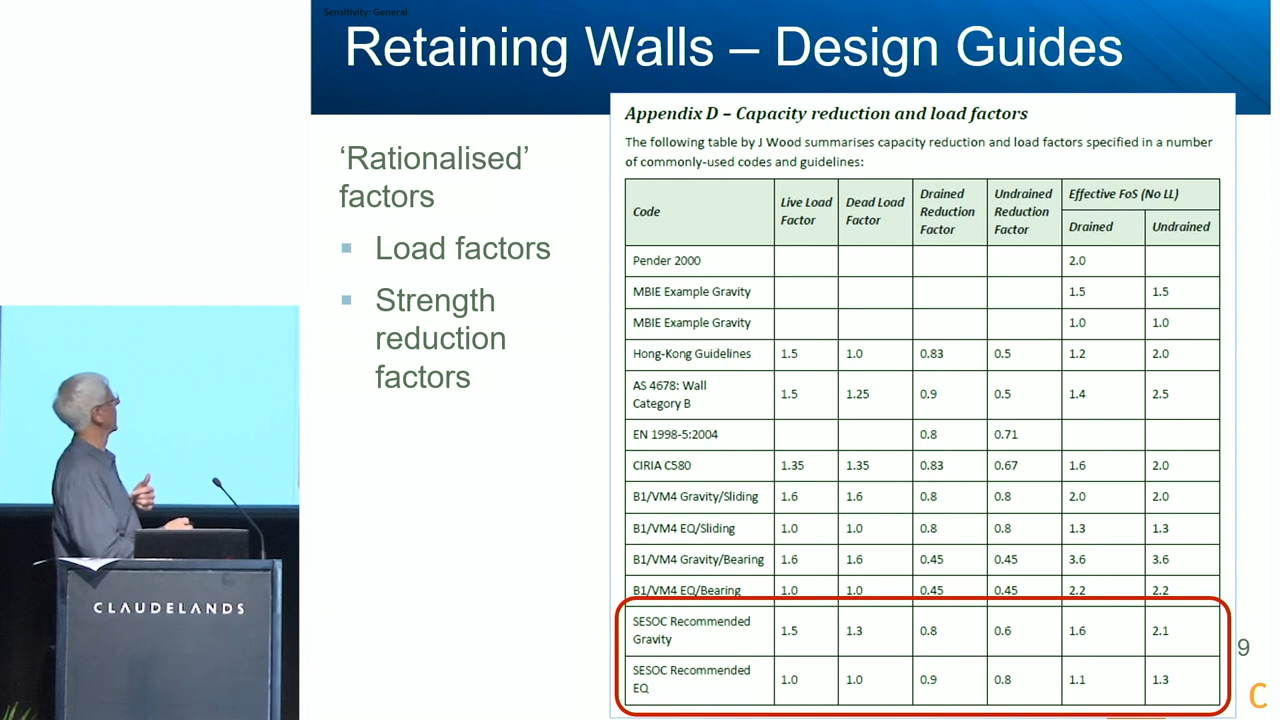 Sensitivity: General
Retaining Walls – Design Guides
‘Rationalised’
factors
▪ Load factors
▪ Strength
reduction
factors
Appendix D – Capacity reduction and load factors
The following table by J Wood summarises capacity reduction and load factors specified in a number
of commonly-used codes and guidelines:
Code Live Load Factor Dead Load Factor Drained Reduction Factor Undrained Reduction Factor Effective FoS (No LL)
Drained Undrained
Pender 2000 2.0
MBIE Example Gravity 1.5 1.5
MBIE Example Gravity 1.0 1.0
Hong-Kong Guidelines 1.5 1.0 0.83 0.5 1.2 2.0
AS 4678: Wall
Category B 1.5 1.25 0.9 0.5 1.4 2.5
EN 1998-5:2004 0.8 0.71
CIRIA C580 1.35 1.35 0.83 0.67 1.6 2.0
B1/VM4 Gravity/Sliding 1.6 1.6 0.8 0.8 2.0 2.0
B1/VM4 EQ/Sliding 1.0 1.0 0.8 0.8 1.3 1.3
B1/VM4 Gravity/Bearing 1.6 1.6 0.45 0.45 3.6 3.6
B1/VM4 EQ/Bearing 1.0 1.0 0.45 0.45 2.2 2.2
SESOC Recommended
Gravity 1.5 1.3 0.8 0.6 1.6 2.1
SESOC Recommended
EQ 1.0 1.0 0.9 0.8 1.1 1.3
9
C
CLAUDELANDS